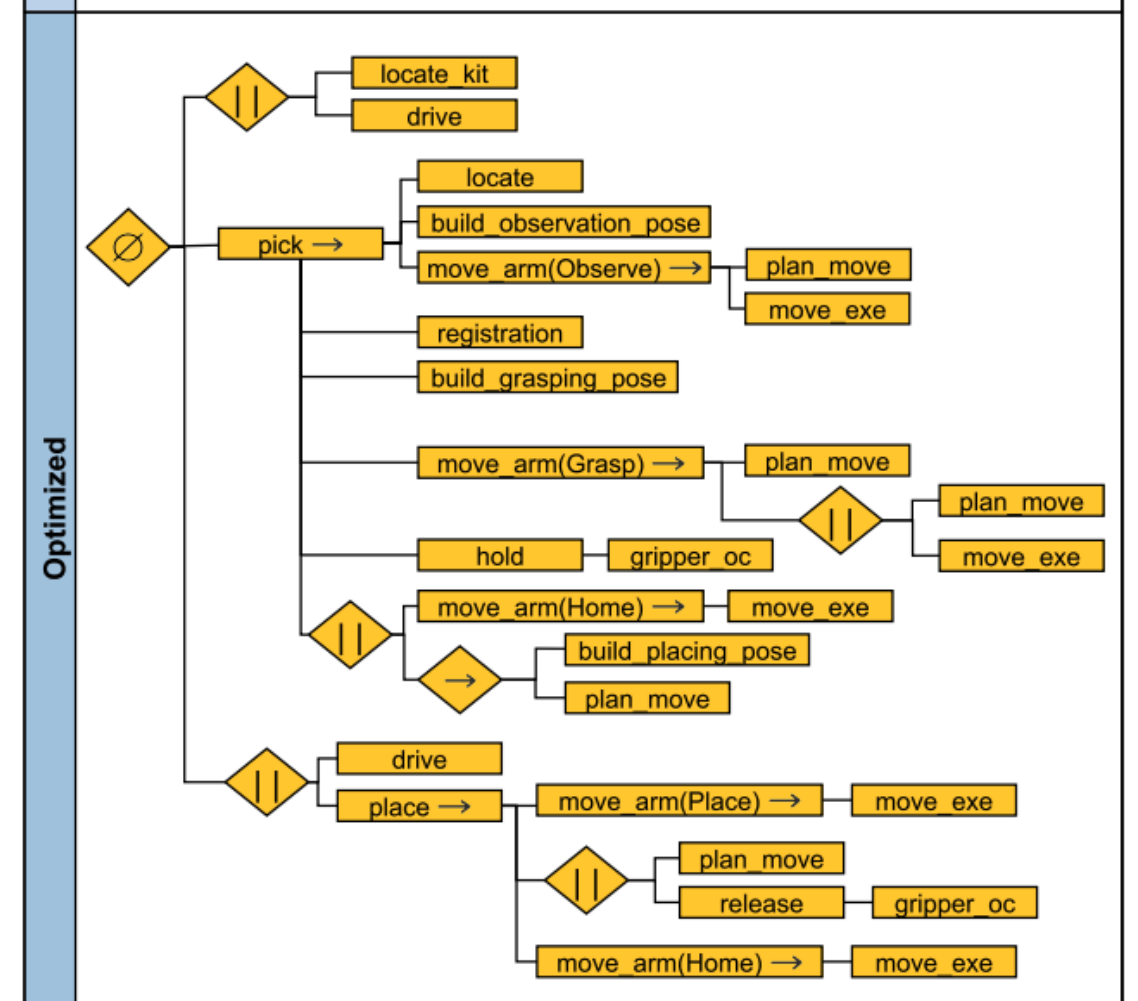 Optimized
||
locate_kit
drive
∅
pick →
locate
build_observation_pose
move_arm(Observe) →
plan_move
move_exe
registration
build_grasping_pose
move_arm(Grasp) →
plan_move
||
plan_move
move_exe
hold
gripper_oc
||
move_arm(Home) →
move_exe
→
build_placing_pose
plan_move
||
drive
place →
move_arm(Place) →
move_exe
||
plan_move
release
gripper_oc
move_arm(Home) →
move_exe